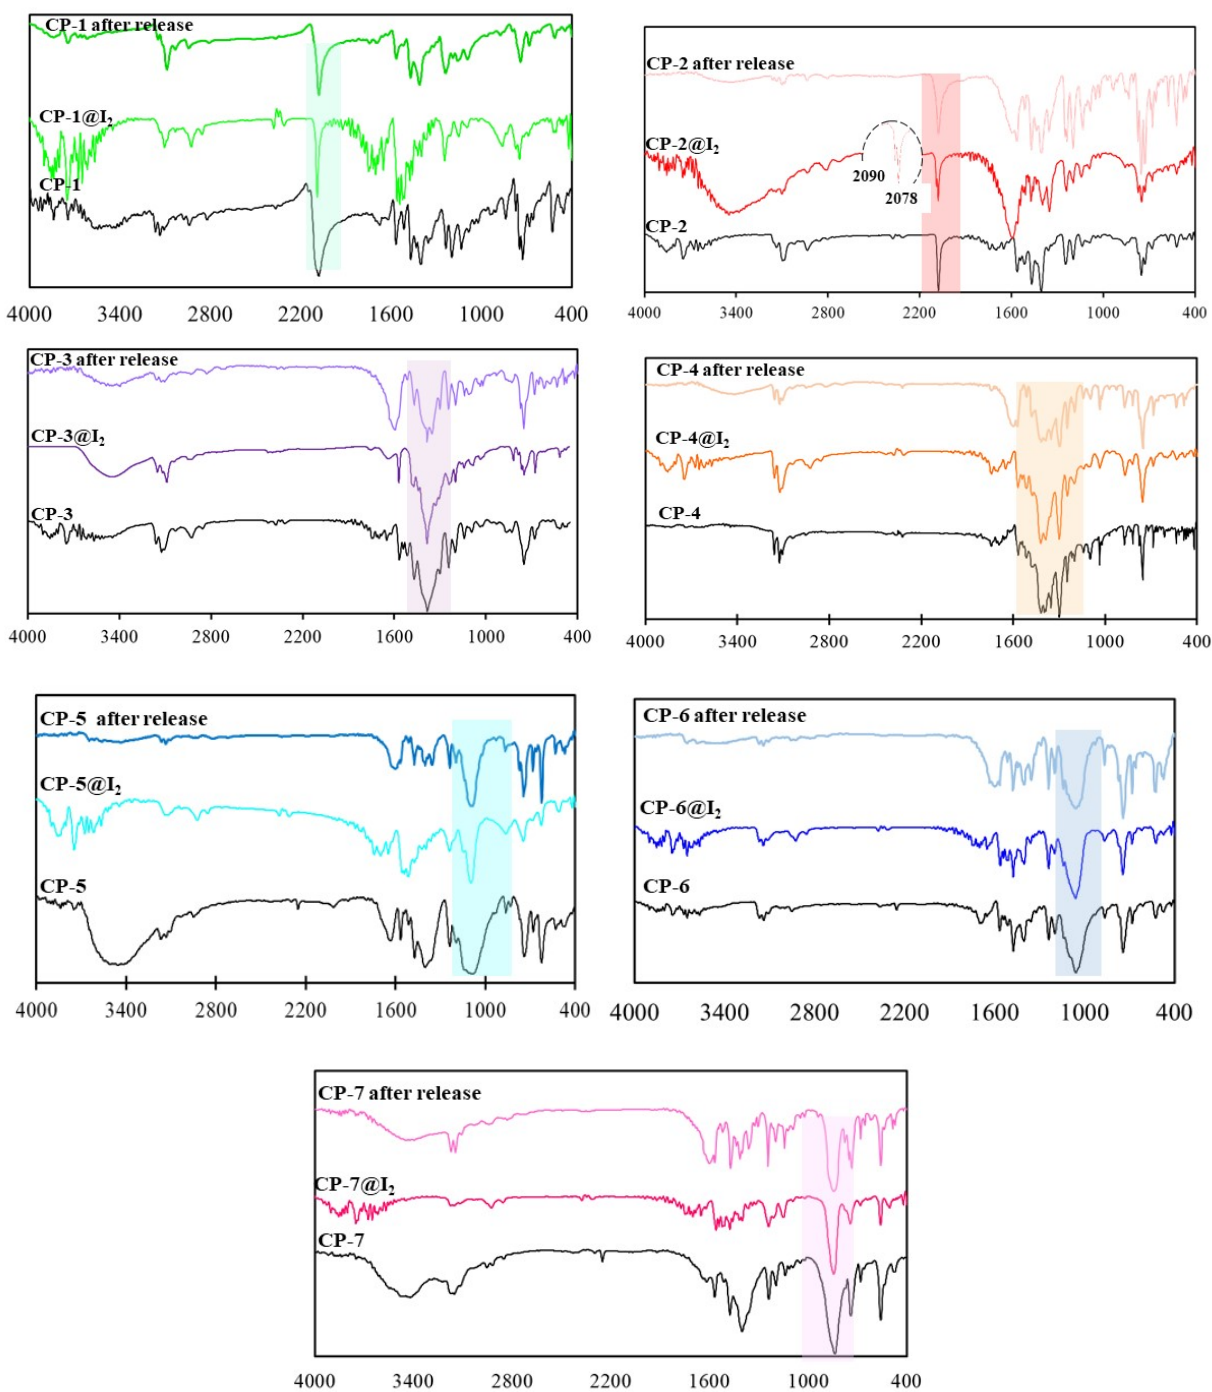 CP-1 after release
CP-1@I₂
CP-1
4000 3400 2800 2200 1600 1000 400
CP-2 after release
CP-2@I₂
2090
2078
CP-2
4000 3400 2800 2200 1600 1000 400
CP-3 after release
CP-3@I₂
CP-3
4000 3400 2800 2200 1600 1000 400
CP-4 after release
CP-4@I₂
CP-4
4000 3400 2800 2200 1600 1000 400
CP-5 after release
CP-5@I₂
CP-5
4000 3400 2800 2200 1600 1000 400
CP-6 after release
CP-6@I₂
CP-6
4000 3400 2800 2200 1600 1000 400
CP-7 after release
CP-7@I₂
CP-7
4000 3400 2800 2200 1600 1000 400